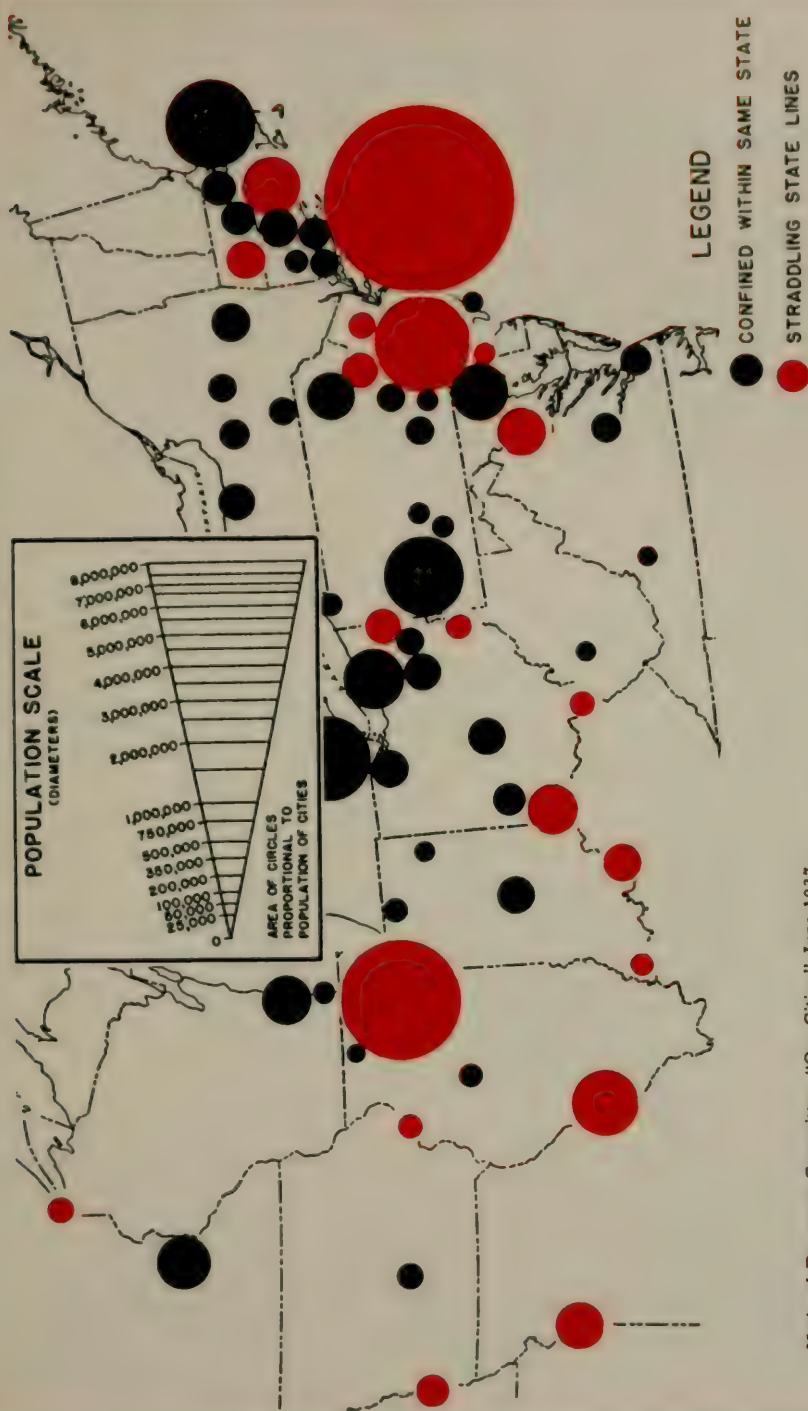 POPULATION SCALE
(DIAMETERS)
8,000,000
7,000,000
6,000,000
5,000,000
4,000,000
3,000,000
2,000,000
1,000,000
750,000
500,000
350,000
200,000
100,000
50,000
25,000
0
AREA OF CIRCLES
PROPORTIONAL TO
POPULATION OF CITIES
LEGEND
CONFINED WITHIN SAME STATE
STRADDLING STATE LINES
1937